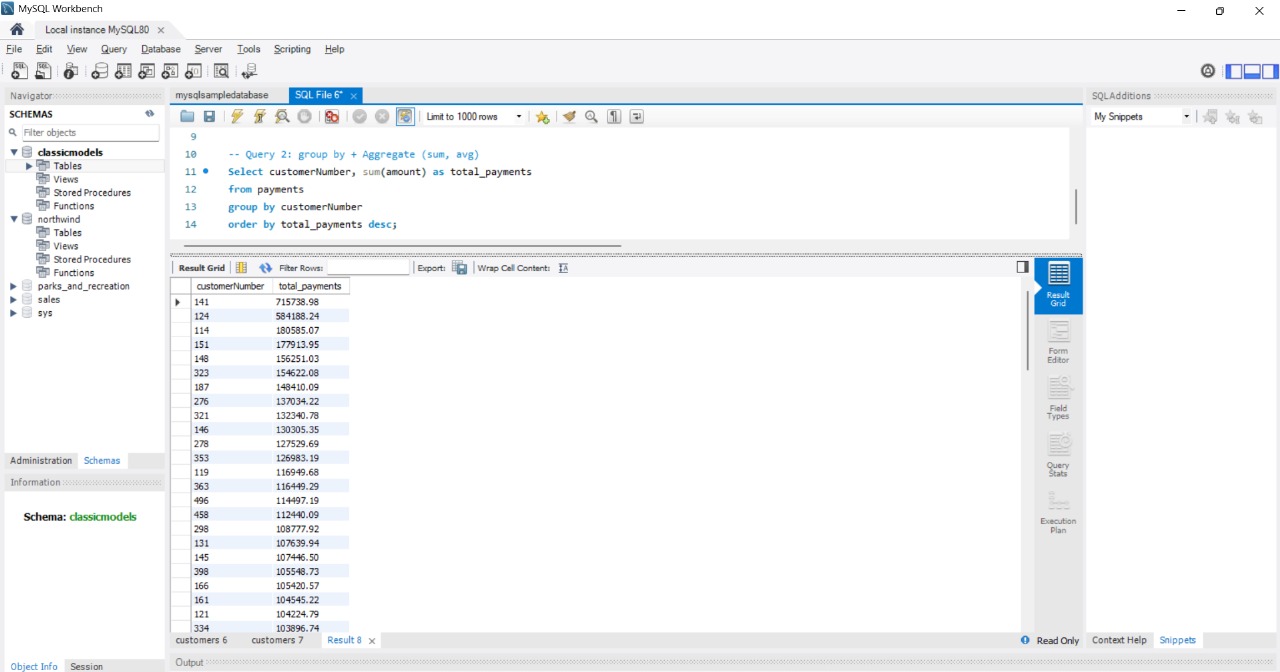 MySQL Workbench
Local instance MySQL80
File Edit View Query Database Server Tools Scripting Help
Navigator
SCHEMAS
Filter objects
classicmodels
Tables
Views
Stored Procedures
Functions
northwind
Tables
Views
Stored Procedures
Functions
parks_and_recreation
sales
sys
Administration Schemas
Information
Schema: classicmodels
Object Info Session
mysqlsampledatabase SQL File 6*
Limit to 1000 rows
9
10 -- Query 2: group by + Aggregate (sum, avg)
11 Select customerNumber, sum(amount) as total_payments
12 from payments
13 group by customerNumber
14 order by total_payments desc;
Result Grid Filter Rows: Export: Wrap Cell Content:
customerNumber total_payments
141 715738.98
124 584188.24
114 180585.07
151 177913.95
148 156251.03
323 154622.08
187 148410.09
276 137034.22
321 132340.78
146 130305.35
278 127529.69
353 126983.19
119 116949.68
363 116449.29
496 114497.19
458 112440.09
298 108777.92
131 107639.94
145 107446.50
398 105548.73
166 105420.57
161 104545.22
121 104224.79
334 103896.74
customers 6 customers 7 Result 8
Read Only
Output
Result
Grid
Form
Editor
Field
Types
Query
Stats
Execution
Plan
SQLAdditions
My Snippets
Context Help Snippets